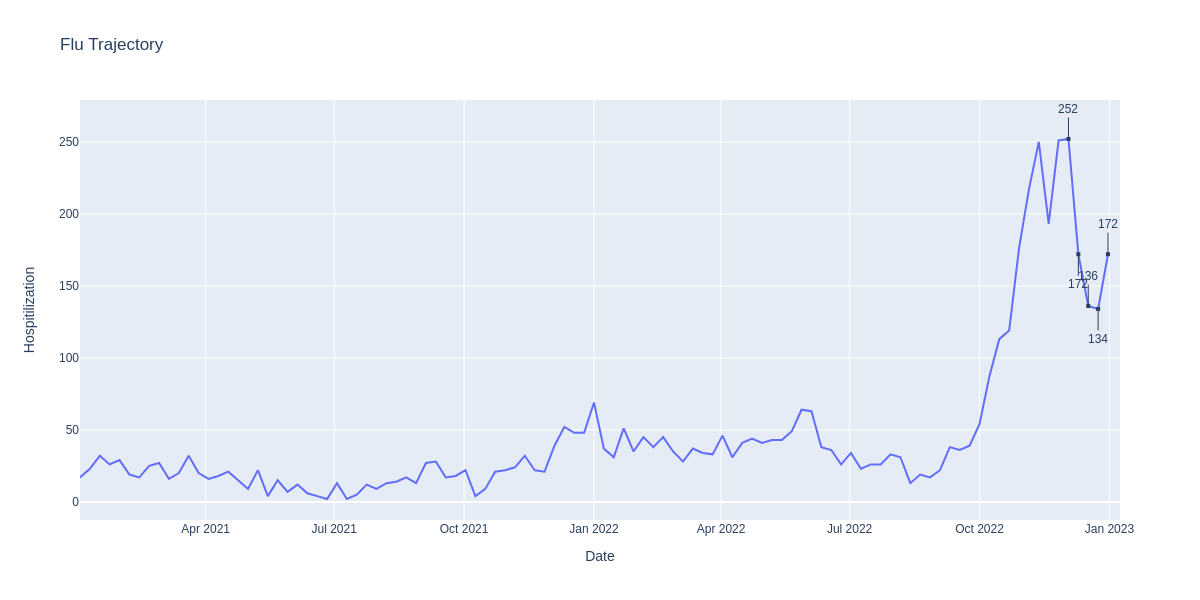 Flu Trajectory
252
250
200
172
136
172
150
134
100
50
0
Hospitilization
Apr 2021 Jul 2021 Oct 2021 Jan 2022 Apr 2022 Jul 2022 Oct 2022 Jan 2023
Date